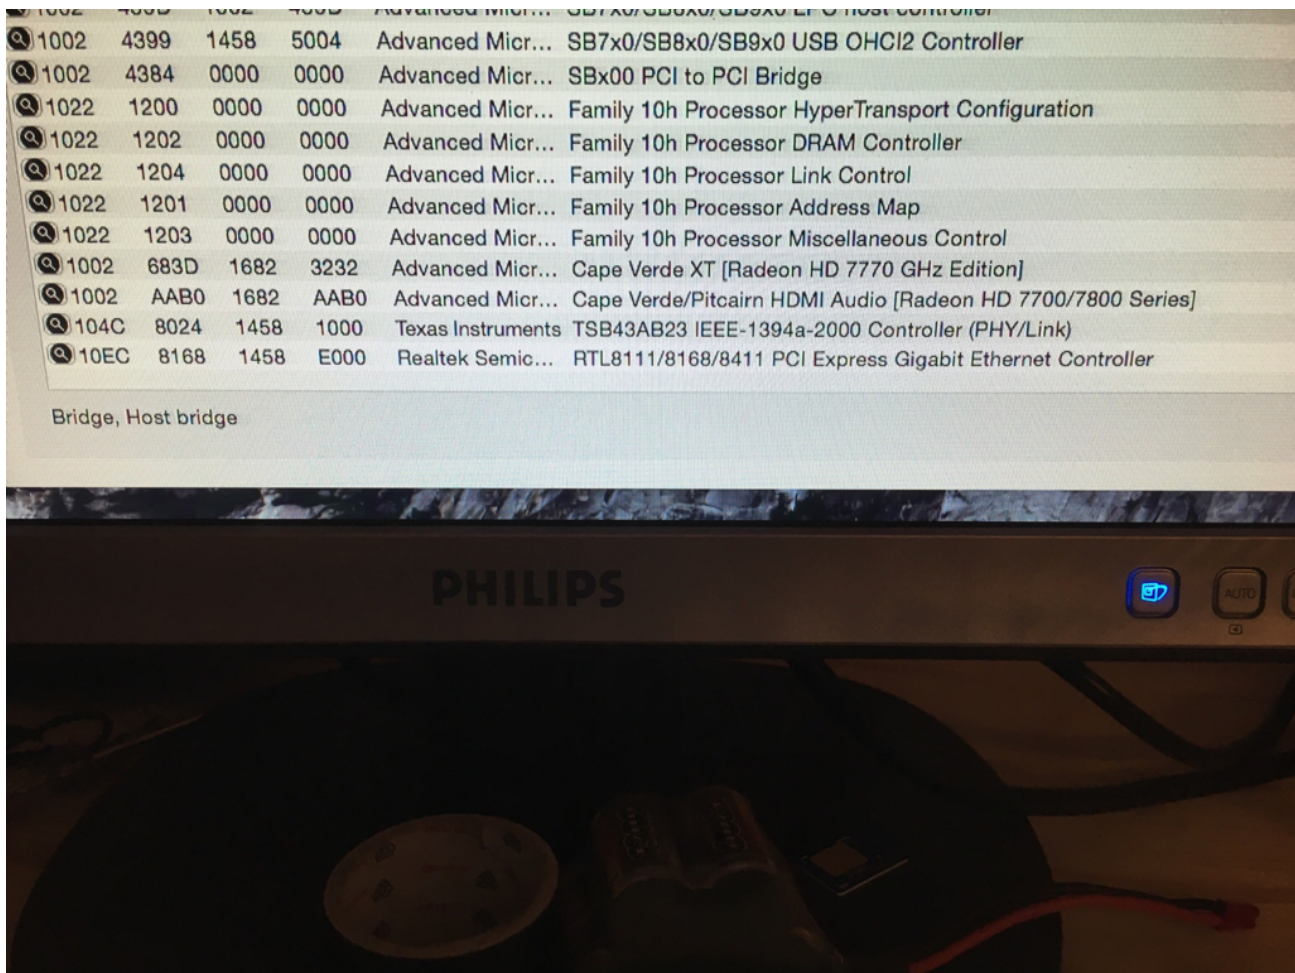 1002 4399 1458 5004 Advanced Micr... SB7x0/SB8x0/SB9x0 USB OHCI2 Controller
1002 4384 0000 0000 Advanced Micr... SBx00 PCI to PCI Bridge
1022 1200 0000 0000 Advanced Micr... Family 10h Processor HyperTransport Configuration
1022 1202 0000 0000 Advanced Micr... Family 10h Processor DRAM Controller
1022 1204 0000 0000 Advanced Micr... Family 10h Processor Link Control
1022 1201 0000 0000 Advanced Micr... Family 10h Processor Address Map
1022 1203 0000 0000 Advanced Micr... Family 10h Processor Miscellaneous Control
1002 683D 1682 3232 Advanced Micr... Cape Verde XT [Radeon HD 7770 GHz Edition]
1002 AAB0 1682 AAB0 Advanced Micr... Cape Verde/Pitcairn HDMI Audio [Radeon HD 7700/7800 Series]
104C 8024 1458 1000 Texas Instruments TSB43AB23 IEEE-1394a-2000 Controller (PHY/Link)
10EC 8168 1458 E000 Realtek Semic... RTL8111/8168/8411 PCI Express Gigabit Ethernet Controller
Bridge, Host bridge
PHILIPS
AUTO